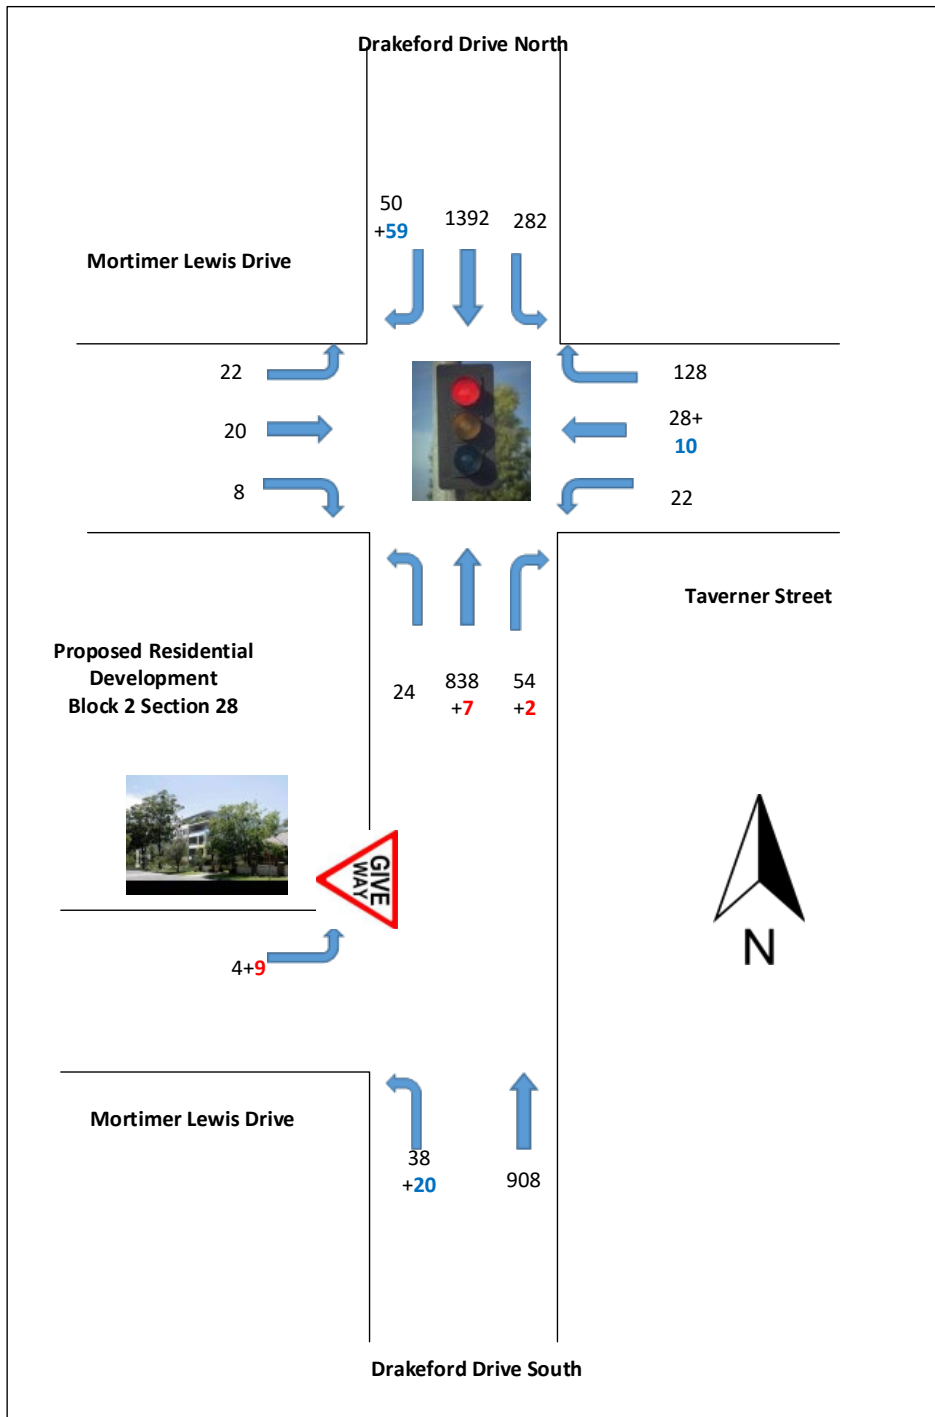 Drakeford Drive North
50
+59
1392
282
Mortimer Lewis Drive
22
128
20
28+
10
8
22
Taverner Street
Proposed Residential
Development
Block 2 Section 28
24
838
+7
54
+2
GIVE
WAY
N
4+9
Mortimer Lewis Drive
38
+20
908
Drakeford Drive South